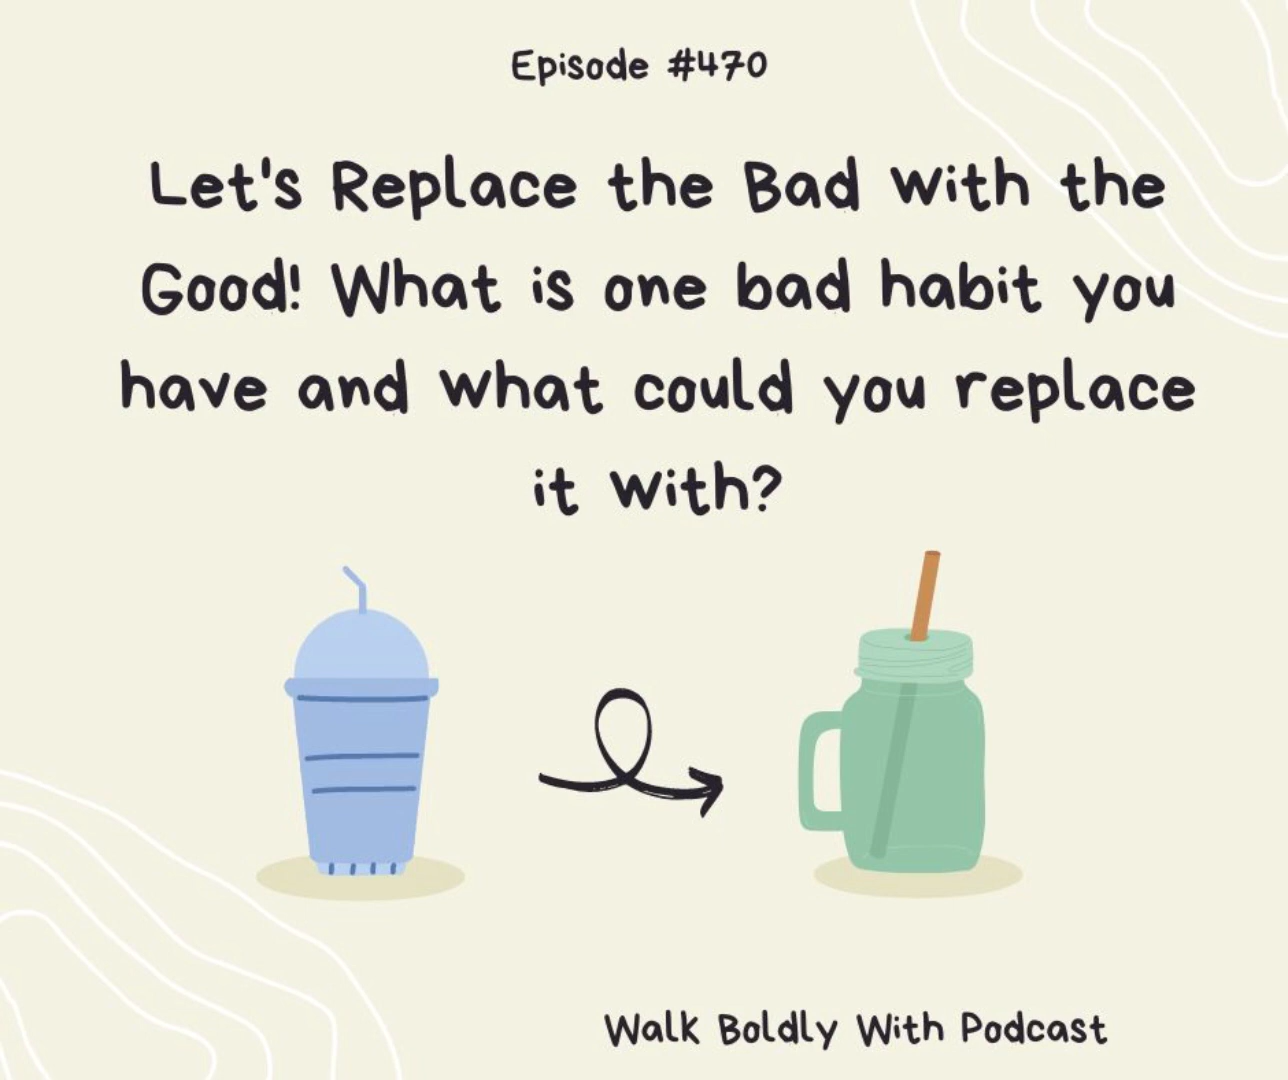 Episode #470
Let's Replace the Bad with the
Good! What is one bad habit you
have and what could you replace
it with?
Walk Boldly With Podcast